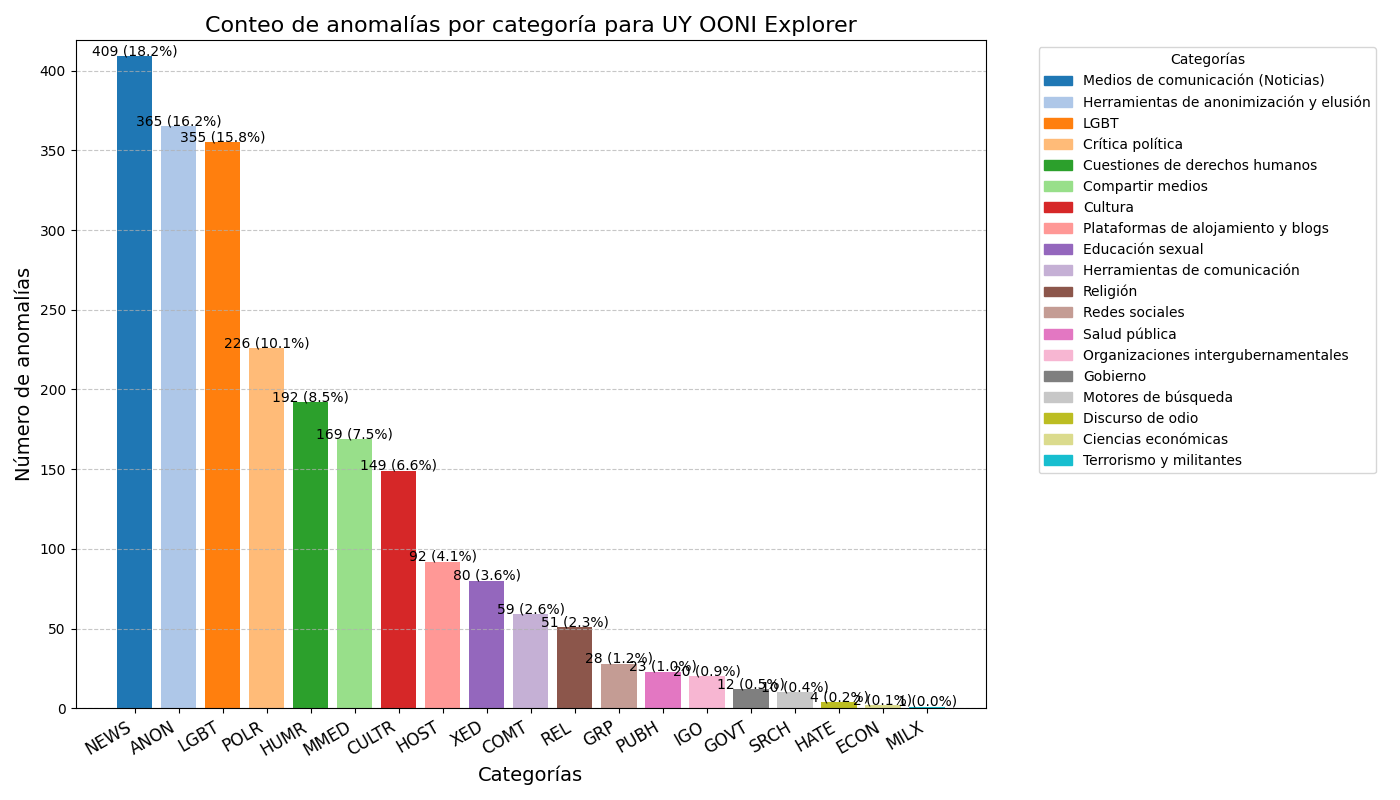 Conteo de anomalías por categoría para UY OONI Explorer
Número de anomalías
400
350
300
250
200
150
100
50
0
409 (18.2%)
365 (16.2%)
355 (15.8%)
226 (10.1%)
192 (8.5%)
169 (7.5%)
149 (6.6%)
92 (4.1%)
80 (3.6%)
59 (2.6%)
51 (2.3%)
28 (1.2%)
23 (1.0%)
20 (0.9%)
12 (0.5%)
10 (0.4%)
4 (0.2%)
2 (0.1%)
1 (0.0%)
NEWS
ANON
LGBT
POLR
HUMR
MMED
CULTR
HOST
XED
COMT
REL
GRP
PUBH
IGO
GOVT
SRCH
HATE
ECON
MILX
Categorías
Categorías
Medios de comunicación (Noticias)
Herramientas de anonimización y elusión
LGBT
Crítica política
Cuestiones de derechos humanos
Compartir medios
Cultura
Plataformas de alojamiento y blogs
Educación sexual
Herramientas de comunicación
Religión
Redes sociales
Salud pública
Organizaciones intergubernamentales
Gobierno
Motores de búsqueda
Discurso de odio
Ciencias económicas
Terrorismo y militantes